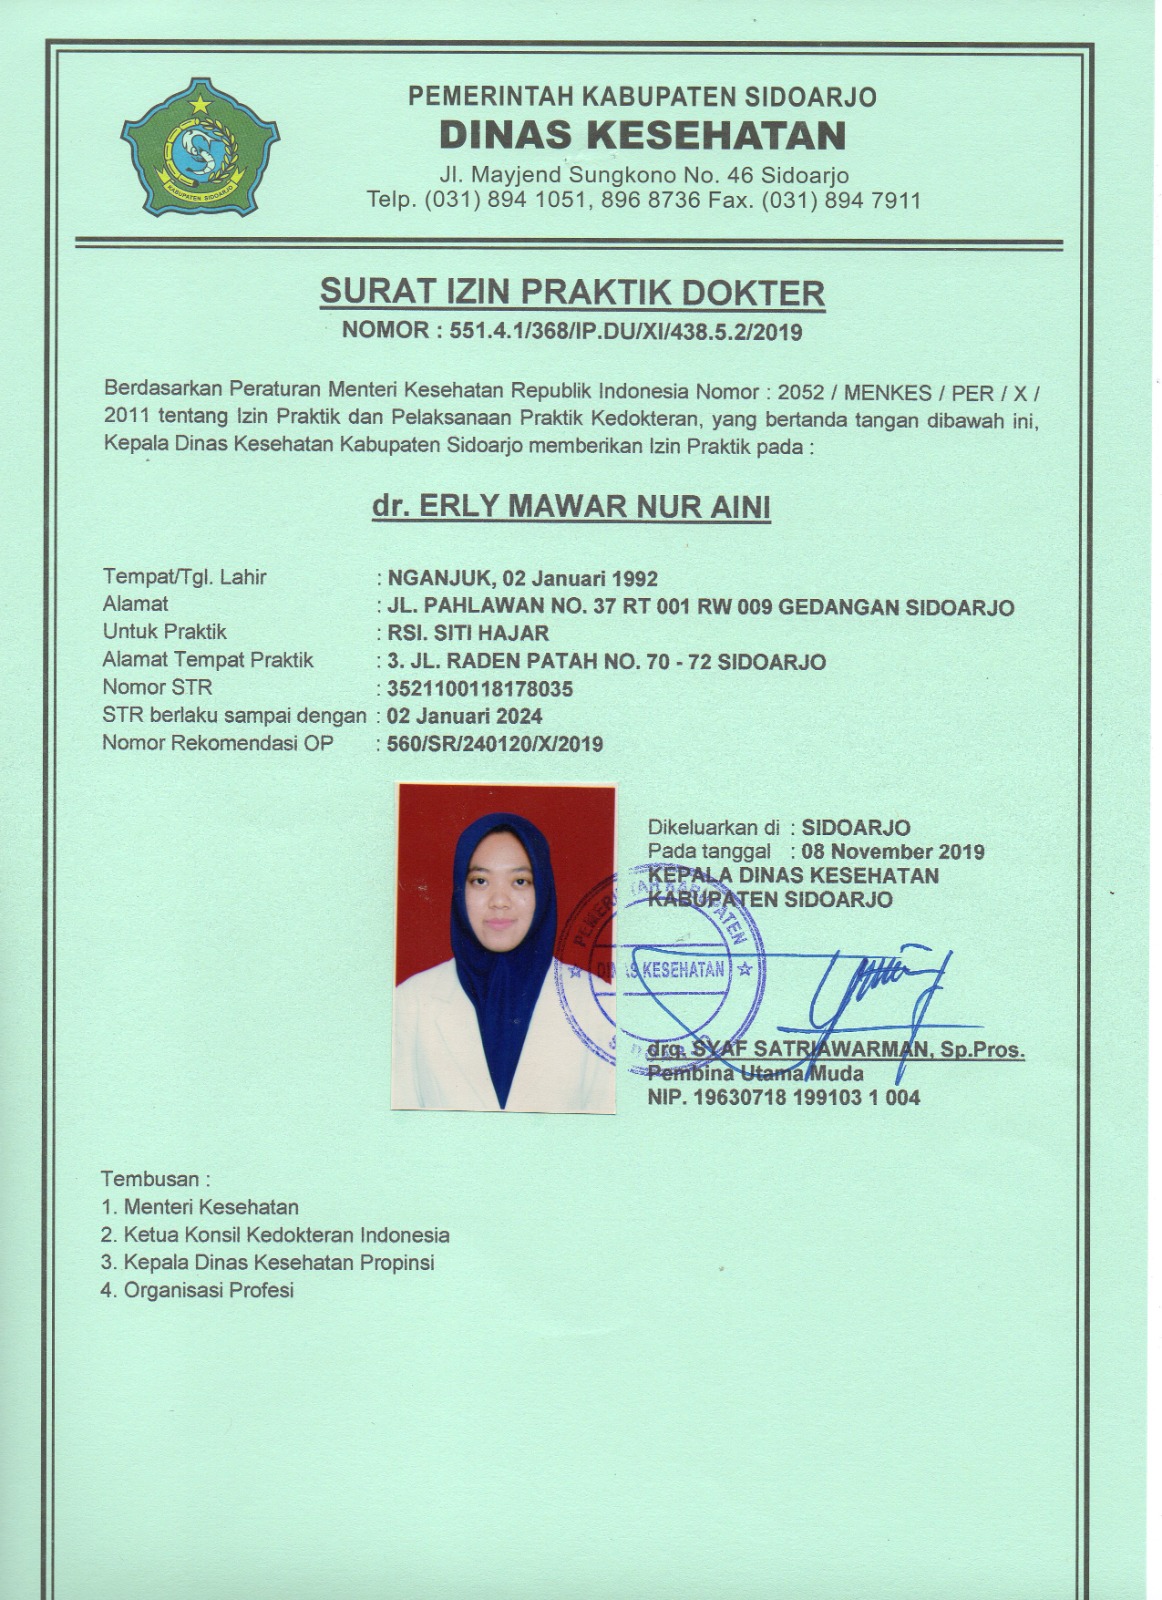 PEMERINTAH KABUPATEN SIDOARJO
DINAS KESEHATAN
Jl. Mayjend Sungkono No. 46 Sidoarjo
Telp. (031) 894 1051, 896 8736 Fax. (031) 894 7911
KABUPATEN SIDOARJO
SURAT IZIN PRAKTIK DOKTER
NOMOR : 551.4.1/368/IP.DU/XI/438.5.2/2019
Berdasarkan Peraturan Menteri Kesehatan Republik Indonesia Nomor : 2052 / MENKES / PER / X /
2011 tentang Izin Praktik dan Pelaksanaan Praktik Kedokteran, yang bertanda tangan dibawah ini,
Kepala Dinas Kesehatan Kabupaten Sidoarjo memberikan Izin Praktik pada :
dr. ERLY MAWAR NUR AINI
Tempat/Tgl. Lahir : NGANJUK, 02 Januari 1992
Alamat : JL. PAHLAWAN NO. 37 RT 001 RW 009 GEDANGAN SIDOARJO
Untuk Praktik : RSI. SITI HAJAR
Alamat Tempat Praktik : 3. JL. RADEN PATAH NO. 70 - 72 SIDOARJO
Nomor STR : 3521100118178035
STR berlaku sampai dengan : 02 Januari 2024
Nomor Rekomendasi OP : 560/SR/240120/X/2019
Dikeluarkan di : SIDOARJO
Pada tanggal : 08 November 2019
KEPALA DINAS KESEHATAN
KABUPATEN SIDOARJO
PEMERINTAH KABUPATEN
DINAS KESEHATAN
drg. SYAF SATRIAWARMAN, Sp.Pros.
Pembina Utama Muda
NIP. 19630718 199103 1 004
Tembusan :
1. Menteri Kesehatan
2. Ketua Konsil Kedokteran Indonesia
3. Kepala Dinas Kesehatan Propinsi
4. Organisasi Profesi